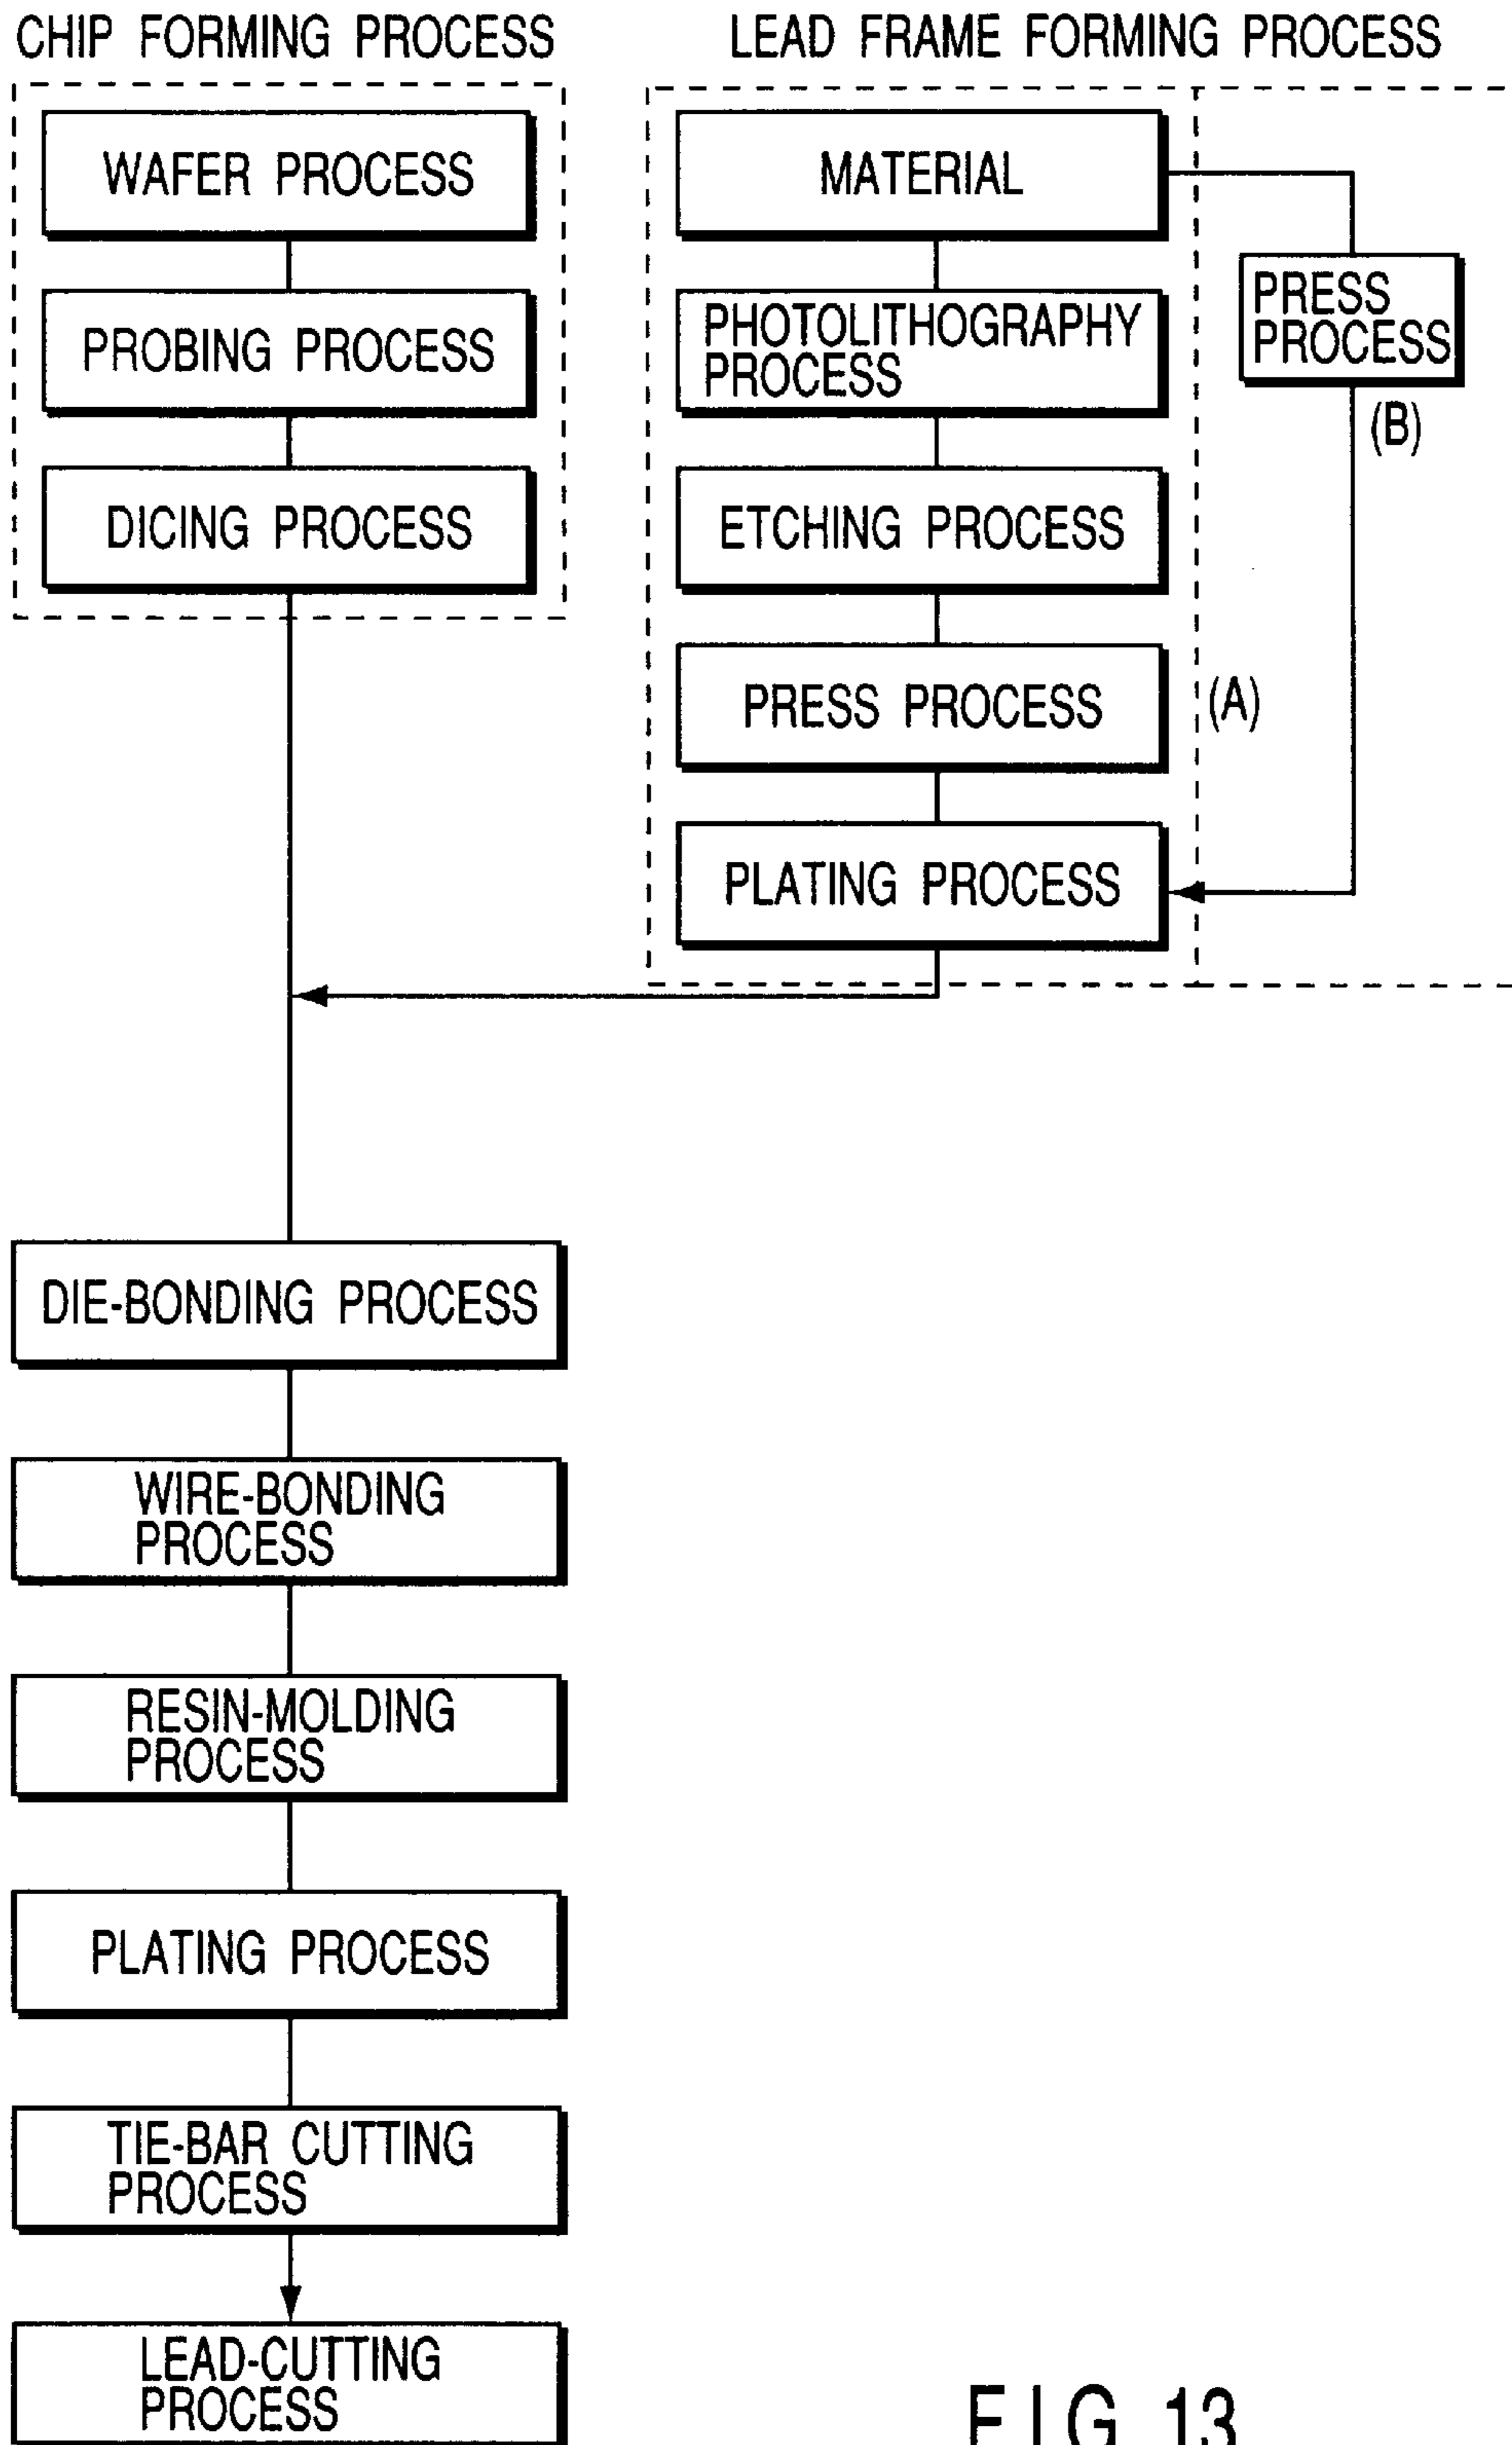 CHIP FORMING PROCESS
WAFER PROCESS
PROBING PROCESS
DICING PROCESS
LEAD FRAME FORMING PROCESS
MATERIAL
PHOTOLITHOGRAPHY
PROCESS
ETCHING PROCESS
PRESS PROCESS
PLATING PROCESS
(A)
PRESS
PROCESS
(B)
DIE-BONDING PROCESS
WIRE-BONDING
PROCESS
RESIN-MOLDING
PROCESS
PLATING PROCESS
TIE-BAR CUTTING
PROCESS
LEAD-CUTTING
PROCESS
FIG 13